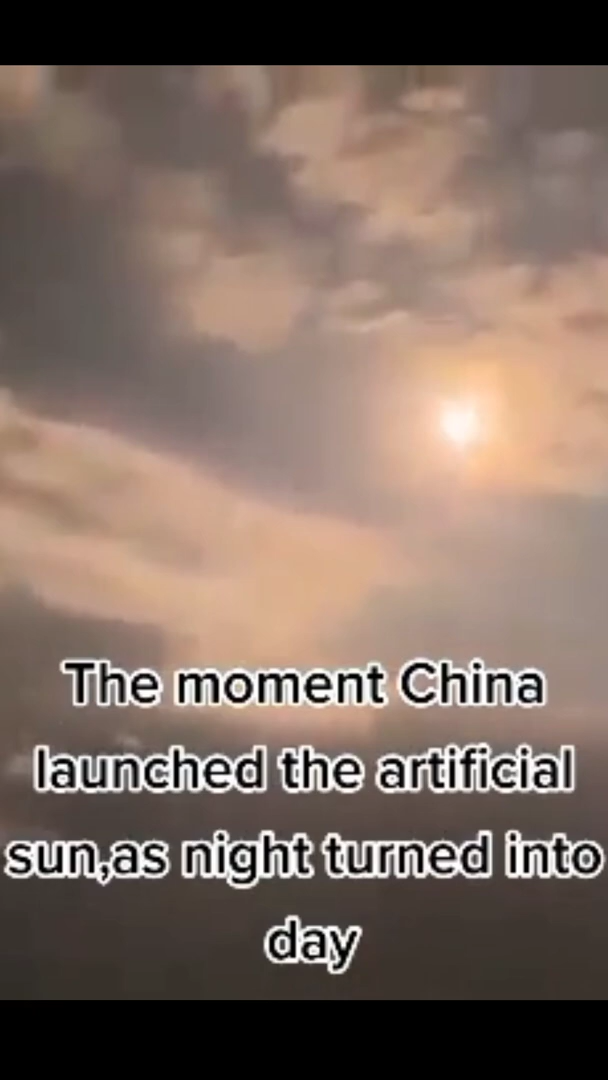 The moment China
launched the artificial
sun,as night turned into
day